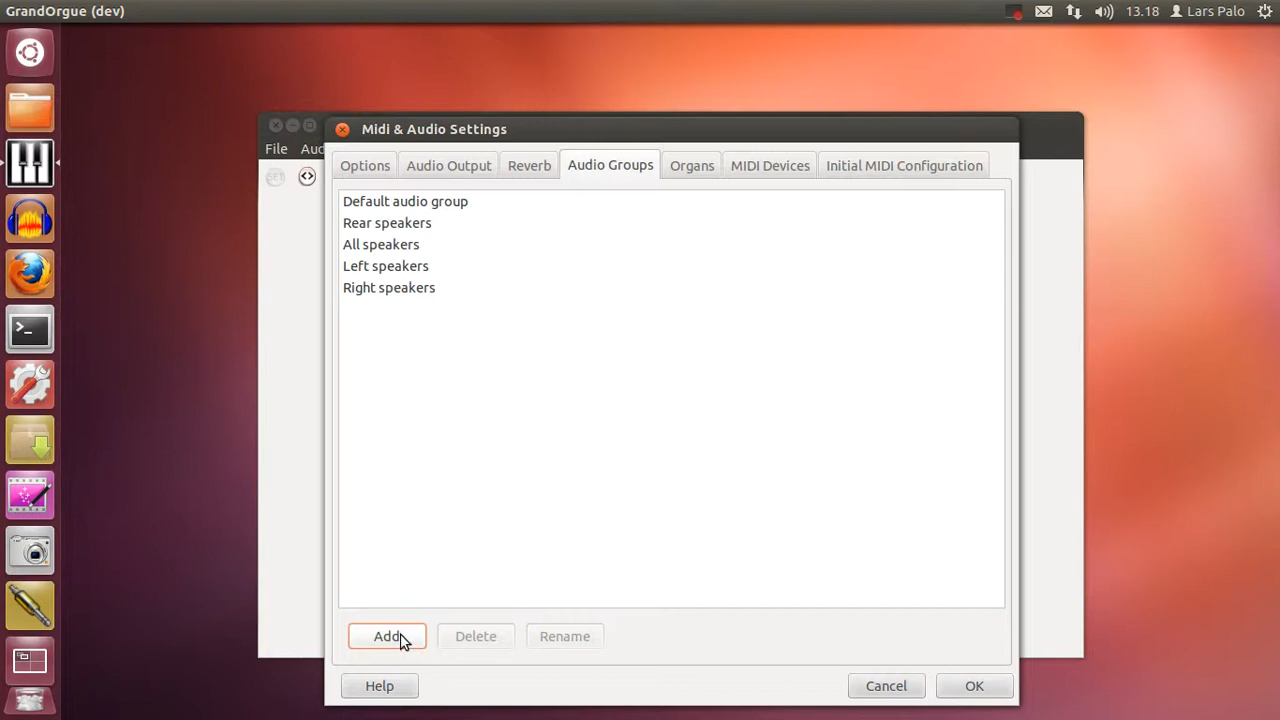 GrandOrgue (dev)
13.18 Lars Palo
Midi & Audio Settings
File Aud
Options Audio Output Reverb Audio Groups Organs MIDI Devices Initial MIDI Configuration
SET
Default audio group
Rear speakers
All speakers
Left speakers
Right speakers
Add Delete Rename
Help Cancel OK